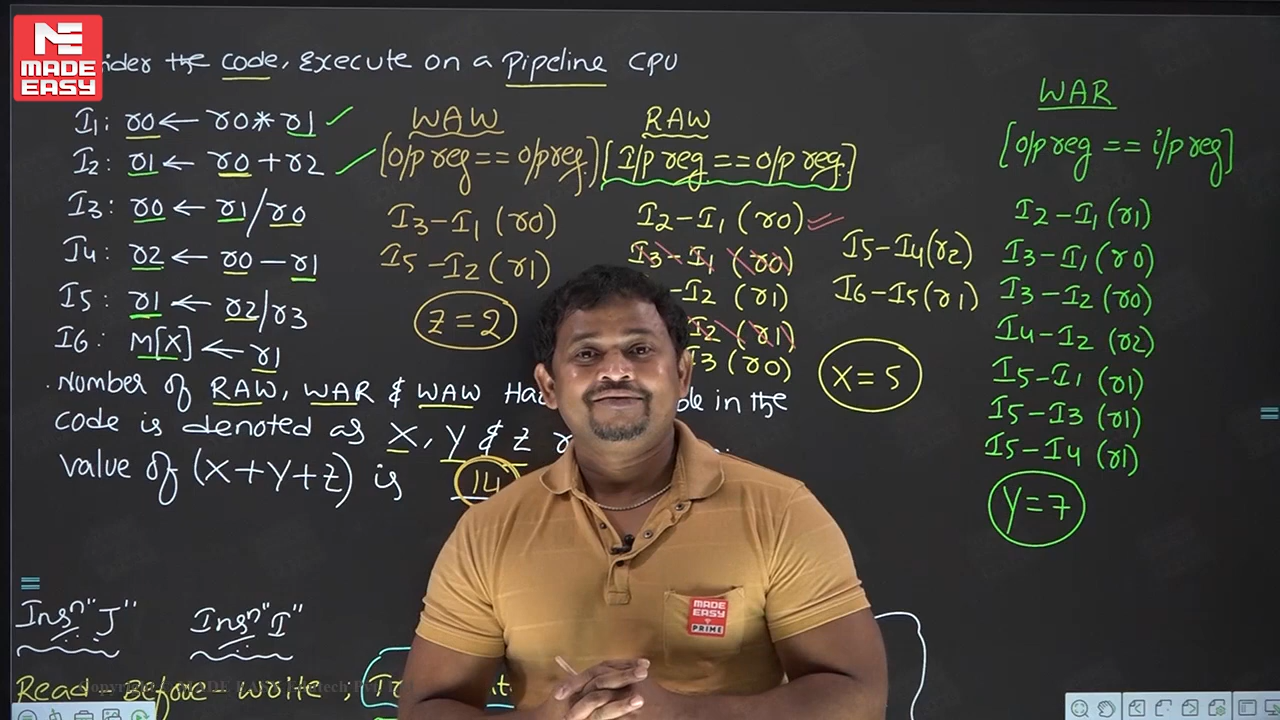 NE
MADE
EASY
the code, Execute on a Pipeline CPU
I1: r0 ← r0 * r1
I2: r1 ← r0 + r2
I3: r0 ← r1/r0
I4: r2 ← r0 - r1
I5: r1 ← r2/r3
I6: M[X] ← r1
Number of RAW, WAR & WAW in the
code is denoted as X, Y & Z
value of (X+Y+Z) is 14
WAW
[O/P reg == O/P reg]
I3-I1 (r0)
I5-I2 (r1)
Z=2
RAW
[I/P reg == O/P reg]
I2-I1 (r0)
I3-I1 (r0)
-I2 (r1)
I2 (r1)
I3 (r0)
I5-I4 (r2)
I6-I5 (r1)
X=5
WAR
[O/P reg == i/P reg]
I2-I1 (r1)
I3-I1 (r0)
I3-I2 (r0)
I4-I2 (r2)
I5-I1 (r1)
I5-I3 (r1)
I5-I4 (r1)
Y=7
Insn "J" Insn "I"
Read-Before-Write,
MADE
EASY
PRIME